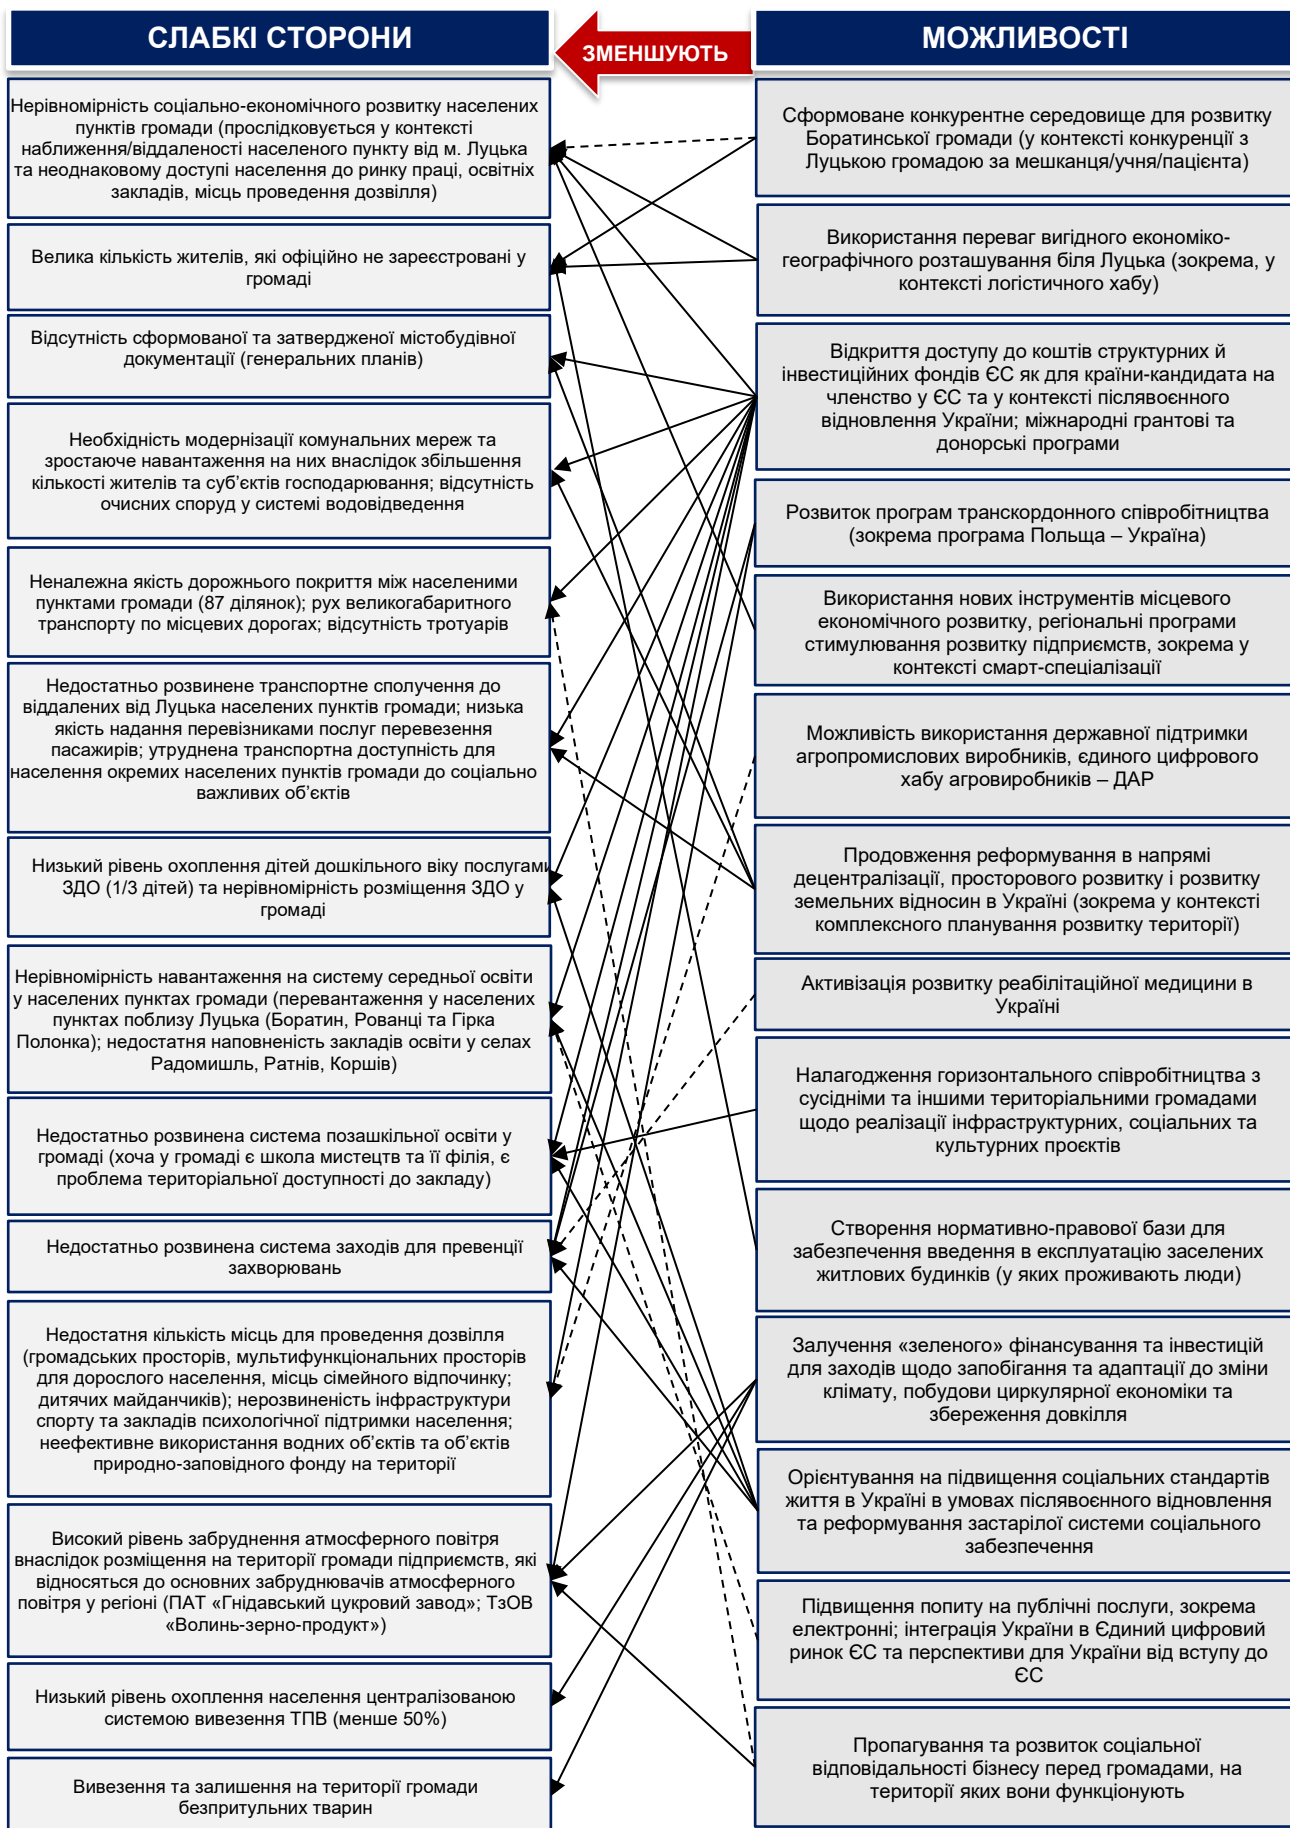 СЛАБКІ СТОРОНИ
ЗМЕНШУЮТЬ
МОЖЛИВОСТІ
Нерівномірність соціально-економічного розвитку населених
пунктів громади (прослідковується у контексті
наближення/віддаленості населеного пункту від м. Луцька
та неоднаковому доступі населення до ринку праці, освітніх
закладів, місць проведення дозвілля)
Велика кількість жителів, які офіційно не зареєстровані у
громаді
Відсутність сформованої та затвердженої містобудівної
документації (генеральних планів)
Необхідність модернізації комунальних мереж та
зростаюче навантаження на них внаслідок збільшення
кількості жителів та суб’єктів господарювання; відсутність
очисних споруд у системі водовідведення
Неналежна якість дорожнього покриття між населеними
пунктами громади (87 ділянок); рух великогабаритного
транспорту по місцевих дорогах; відсутність тротуарів
Недостатньо розвинене транспортне сполучення до
віддалених від Луцька населених пунктів громади; низька
якість надання перевізниками послуг перевезення
пасажирів; утруднена транспортна доступність для
населення окремих населених пунктів громади до соціально
важливих об’єктів
Низький рівень охоплення дітей дошкільного віку послугами
ЗДО (1/3 дітей) та нерівномірність розміщення ЗДО у
громаді
Нерівномірність навантаження на систему середньої освіти
у населених пунктах громади (перевантаження у населених
пунктах поблизу Луцька (Боратин, Рованці та Гірка
Полонка); недостатня наповненість закладів освіти у селах
Радомишль, Ратнів, Коршів)
Недостатньо розвинена система позашкільної освіти у
громаді (хоча у громаді є школа мистецтв та її філія, є
проблема територіальної доступності до закладу)
Недостатньо розвинена система заходів для превенції
захворювань
Недостатня кількість місць для проведення дозвілля
(громадських просторів, мультифункціональних просторів
для дорослого населення, місць сімейного відпочинку;
дитячих майданчиків); нерозвиненість інфраструктури
спорту та закладів психологічної підтримки населення;
неефективне використання водних об’єктів та об’єктів
природно-заповідного фонду на території
Високий рівень забруднення атмосферного повітря
внаслідок розміщення на території громади підприємств, які
відносяться до основних забруднювачів атмосферного
повітря у регіоні (ПАТ «Гнідавський цукровий завод»; ТзОВ
«Волинь-зерно-продукт»)
Низький рівень охоплення населення централізованою
системою вивезення ТПВ (менше 50%)
Вивезення та залишення на території громади
безпритульних тварин
Сформоване конкурентне середовище для розвитку
Боратинської громади (у контексті конкуренції з
Луцькою громадою за мешканця/учня/пацієнта)
Використання переваг вигідного економіко-
географічного розташування біля Луцька (зокрема, у
контексті логістичного хабу)
Відкриття доступу до коштів структурних й
інвестиційних фондів ЄС як для країни-кандидата на
членство у ЄС та у контексті післявоєнного
відновлення України; міжнародні грантові та
донорські програми
Розвиток програм транскордонного співробітництва
(зокрема програма Польща – Україна)
Використання нових інструментів місцевого
економічного розвитку, регіональні програми
стимулювання розвитку підприємств, зокрема у
контексті смарт-спеціалізації
Можливість використання державної підтримки
агропромислових виробників, єдиного цифрового
хабу агровиробників – ДАР
Продовження реформування в напрямі
децентралізації, просторового розвитку і розвитку
земельних відносин в Україні (зокрема у контексті
комплексного планування розвитку території)
Активізація розвитку реабілітаційної медицини в
Україні
Налагодження горизонтального співробітництва з
сусідніми та іншими територіальними громадами
щодо реалізації інфраструктурних, соціальних та
культурних проєктів
Створення нормативно-правової бази для
забезпечення введення в експлуатацію заселених
житлових будинків (у яких проживають люди)
Залучення «зеленого» фінансування та інвестицій
для заходів щодо запобігання та адаптації до зміни
клімату, побудови циркулярної економіки та
збереження довкілля
Орієнтування на підвищення соціальних стандартів
життя в Україні в умовах післявоєнного відновлення
та реформування застарілої системи соціального
забезпечення
Підвищення попиту на публічні послуги, зокрема
електронні; інтеграція України в Єдиний цифровий
ринок ЄС та перспективи для України від вступу до
ЄС
Пропагування та розвиток соціальної
відповідальності бізнесу перед громадами, на
території яких вони функціонують